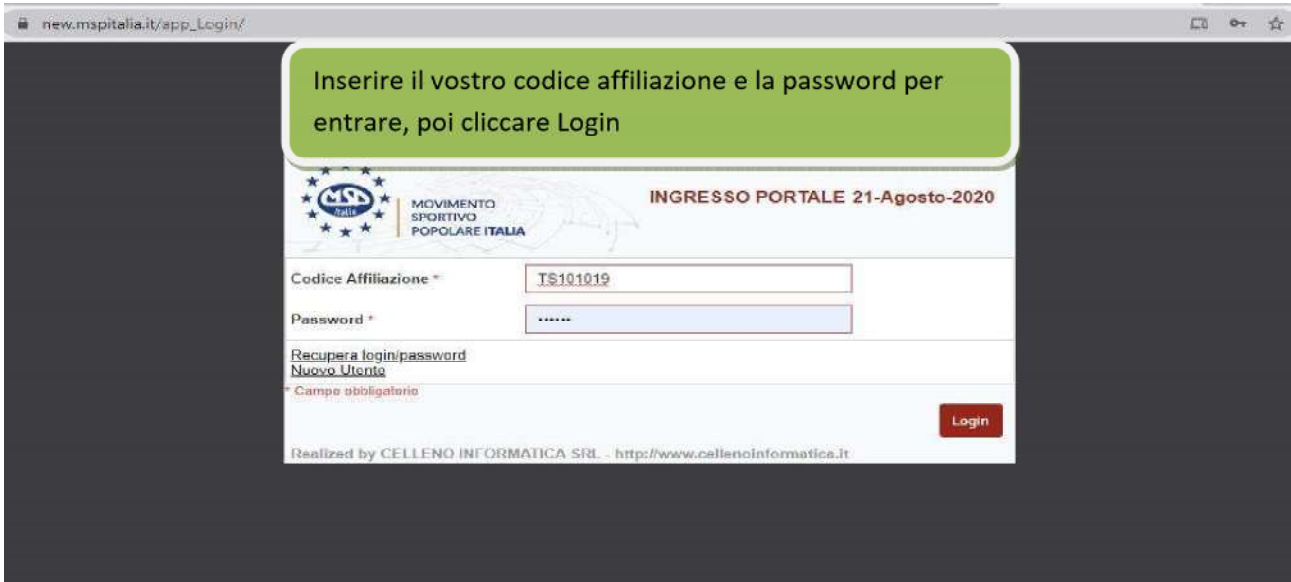 new.mspitalia.it/app_Login/
Inserire il vostro codice affiliazione e la password per
entrare, poi cliccare Login
MSP
Italia
MOVIMENTO
SPORTIVO
POPOLARE ITALIA
INGRESSO PORTALE 21-Agosto-2020
Codice Affiliazione *
TS101019
Password *
••••••
Recupera login/password
Nuovo Utente
* Campo obbligatorio
Login
Realized by CELLENO INFORMATICA SRL - http://www.cellenoinformatica.it